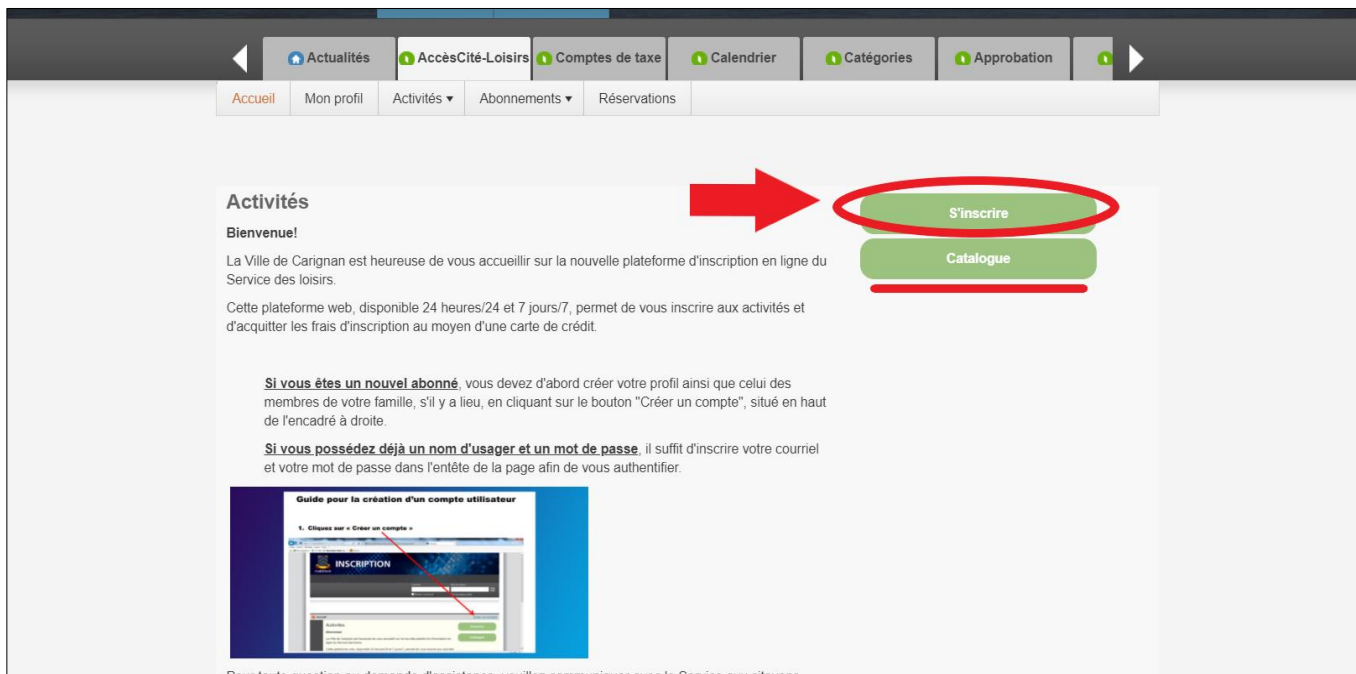 Actualités AccèsCité-Loisirs Comptes de taxe Calendrier Catégories Approbation
Accueil Mon profil Activités ▾ Abonnements ▾ Réservations
Activités
S'inscrire
Bienvenue!
Catalogue
La Ville de Carignan est heureuse de vous accueillir sur la nouvelle plateforme d'inscription en ligne du
Service des loisirs.
Cette plateforme web, disponible 24 heures/24 et 7 jours/7, permet de vous inscrire aux activités et
d'acquitter les frais d'inscription au moyen d'une carte de crédit.
Si vous êtes un nouvel abonné, vous devez d'abord créer votre profil ainsi que celui des
membres de votre famille, s'il y a lieu, en cliquant sur le bouton "Créer un compte", situé en haut
de l'encadré à droite.
Si vous possédez déjà un nom d'usager et un mot de passe, il suffit d'inscrire votre courriel
et votre mot de passe dans l'entête de la page afin de vous authentifier.
Guide pour la création d'un compte utilisateur
1. Cliquez sur « Créer un compte »
INSCRIPTION
Activités
Bienvenue!